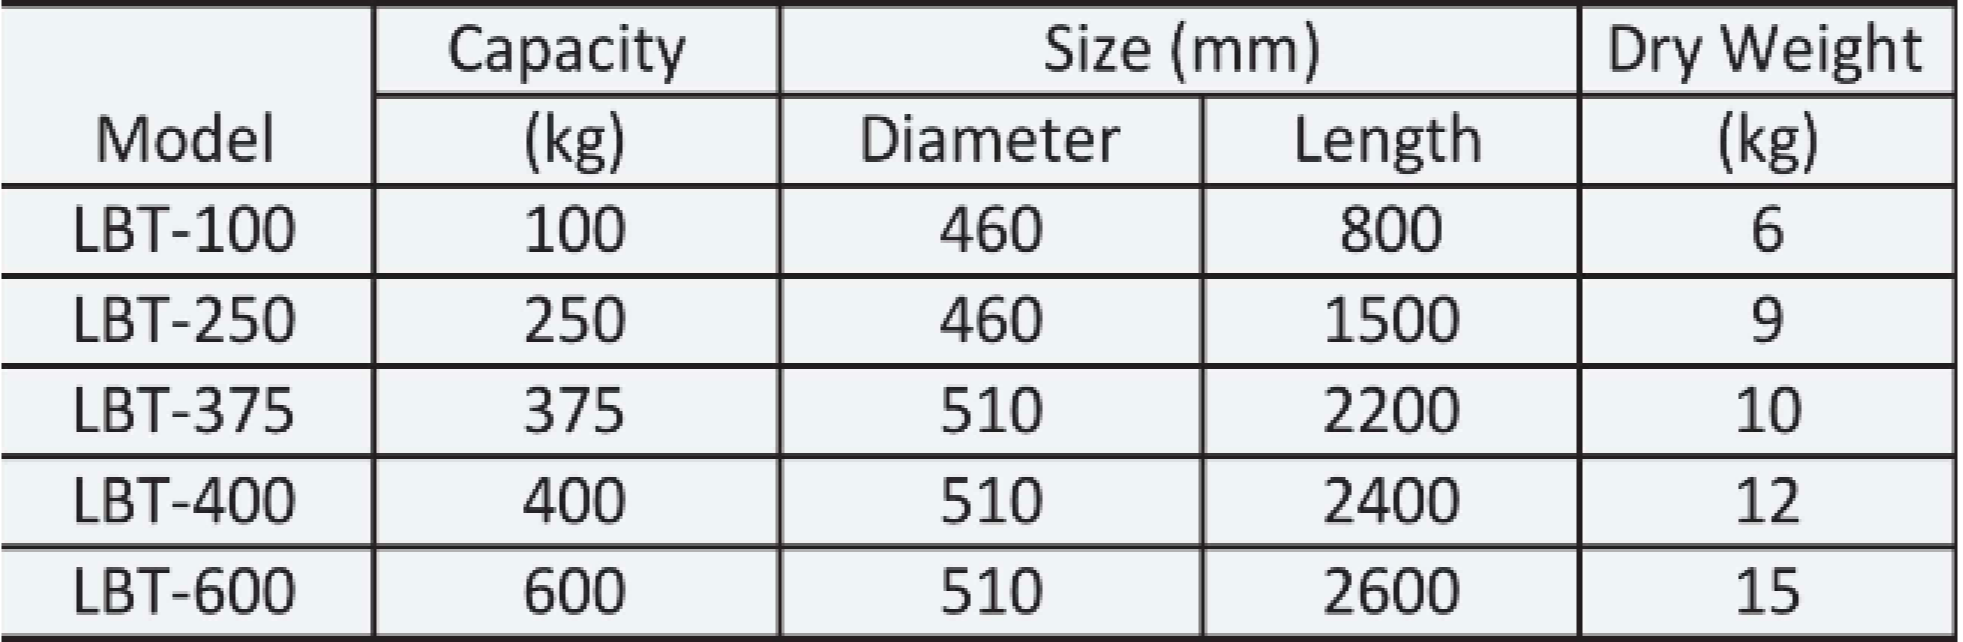 Capacity Size (mm) Dry Weight
Model (kg) Diameter Length (kg)
LBT-100 100 460 800 6
LBT-250 250 460 1500 9
LBT-375 375 510 2200 10
LBT-400 400 510 2400 12
LBT-600 600 510 2600 15